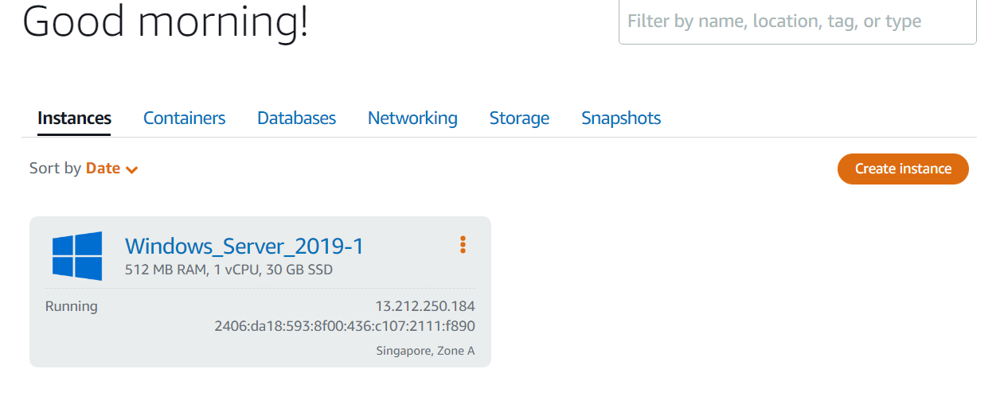 Good morning!
Filter by name, location, tag, or type
Instances Containers Databases Networking Storage Snapshots
Sort by Date
Create instance
Windows_Server_2019-1
512 MB RAM, 1 vCPU, 30 GB SSD
Running
13.212.250.184
2406:da18:593:8f00:436:c107:2111:f890
Singapore, Zone A